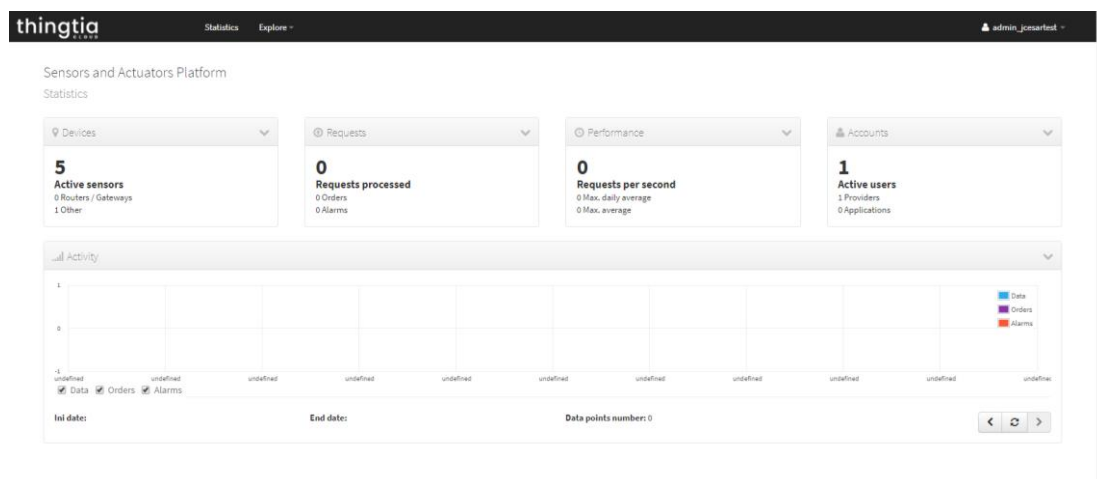 thingtia
CLOUD
Statistics Explore
admin_jcesartest
Sensors and Actuators Platform
Statistics
Devices
5
Active sensors
0 Routers / Gateways
1 Other
Requests
0
Requests processed
0 Orders
0 Alarms
Performance
0
Requests per second
0 Max. daily average
0 Max. average
Accounts
1
Active users
1 Providers
0 Applications
Activity
1
0
-1
Data
Orders
Alarms
undefined undefined undefined undefined undefined undefined undefined undefined undefined undefined undefined
Data Orders Alarms
Ini date: End date: Data points number: 0